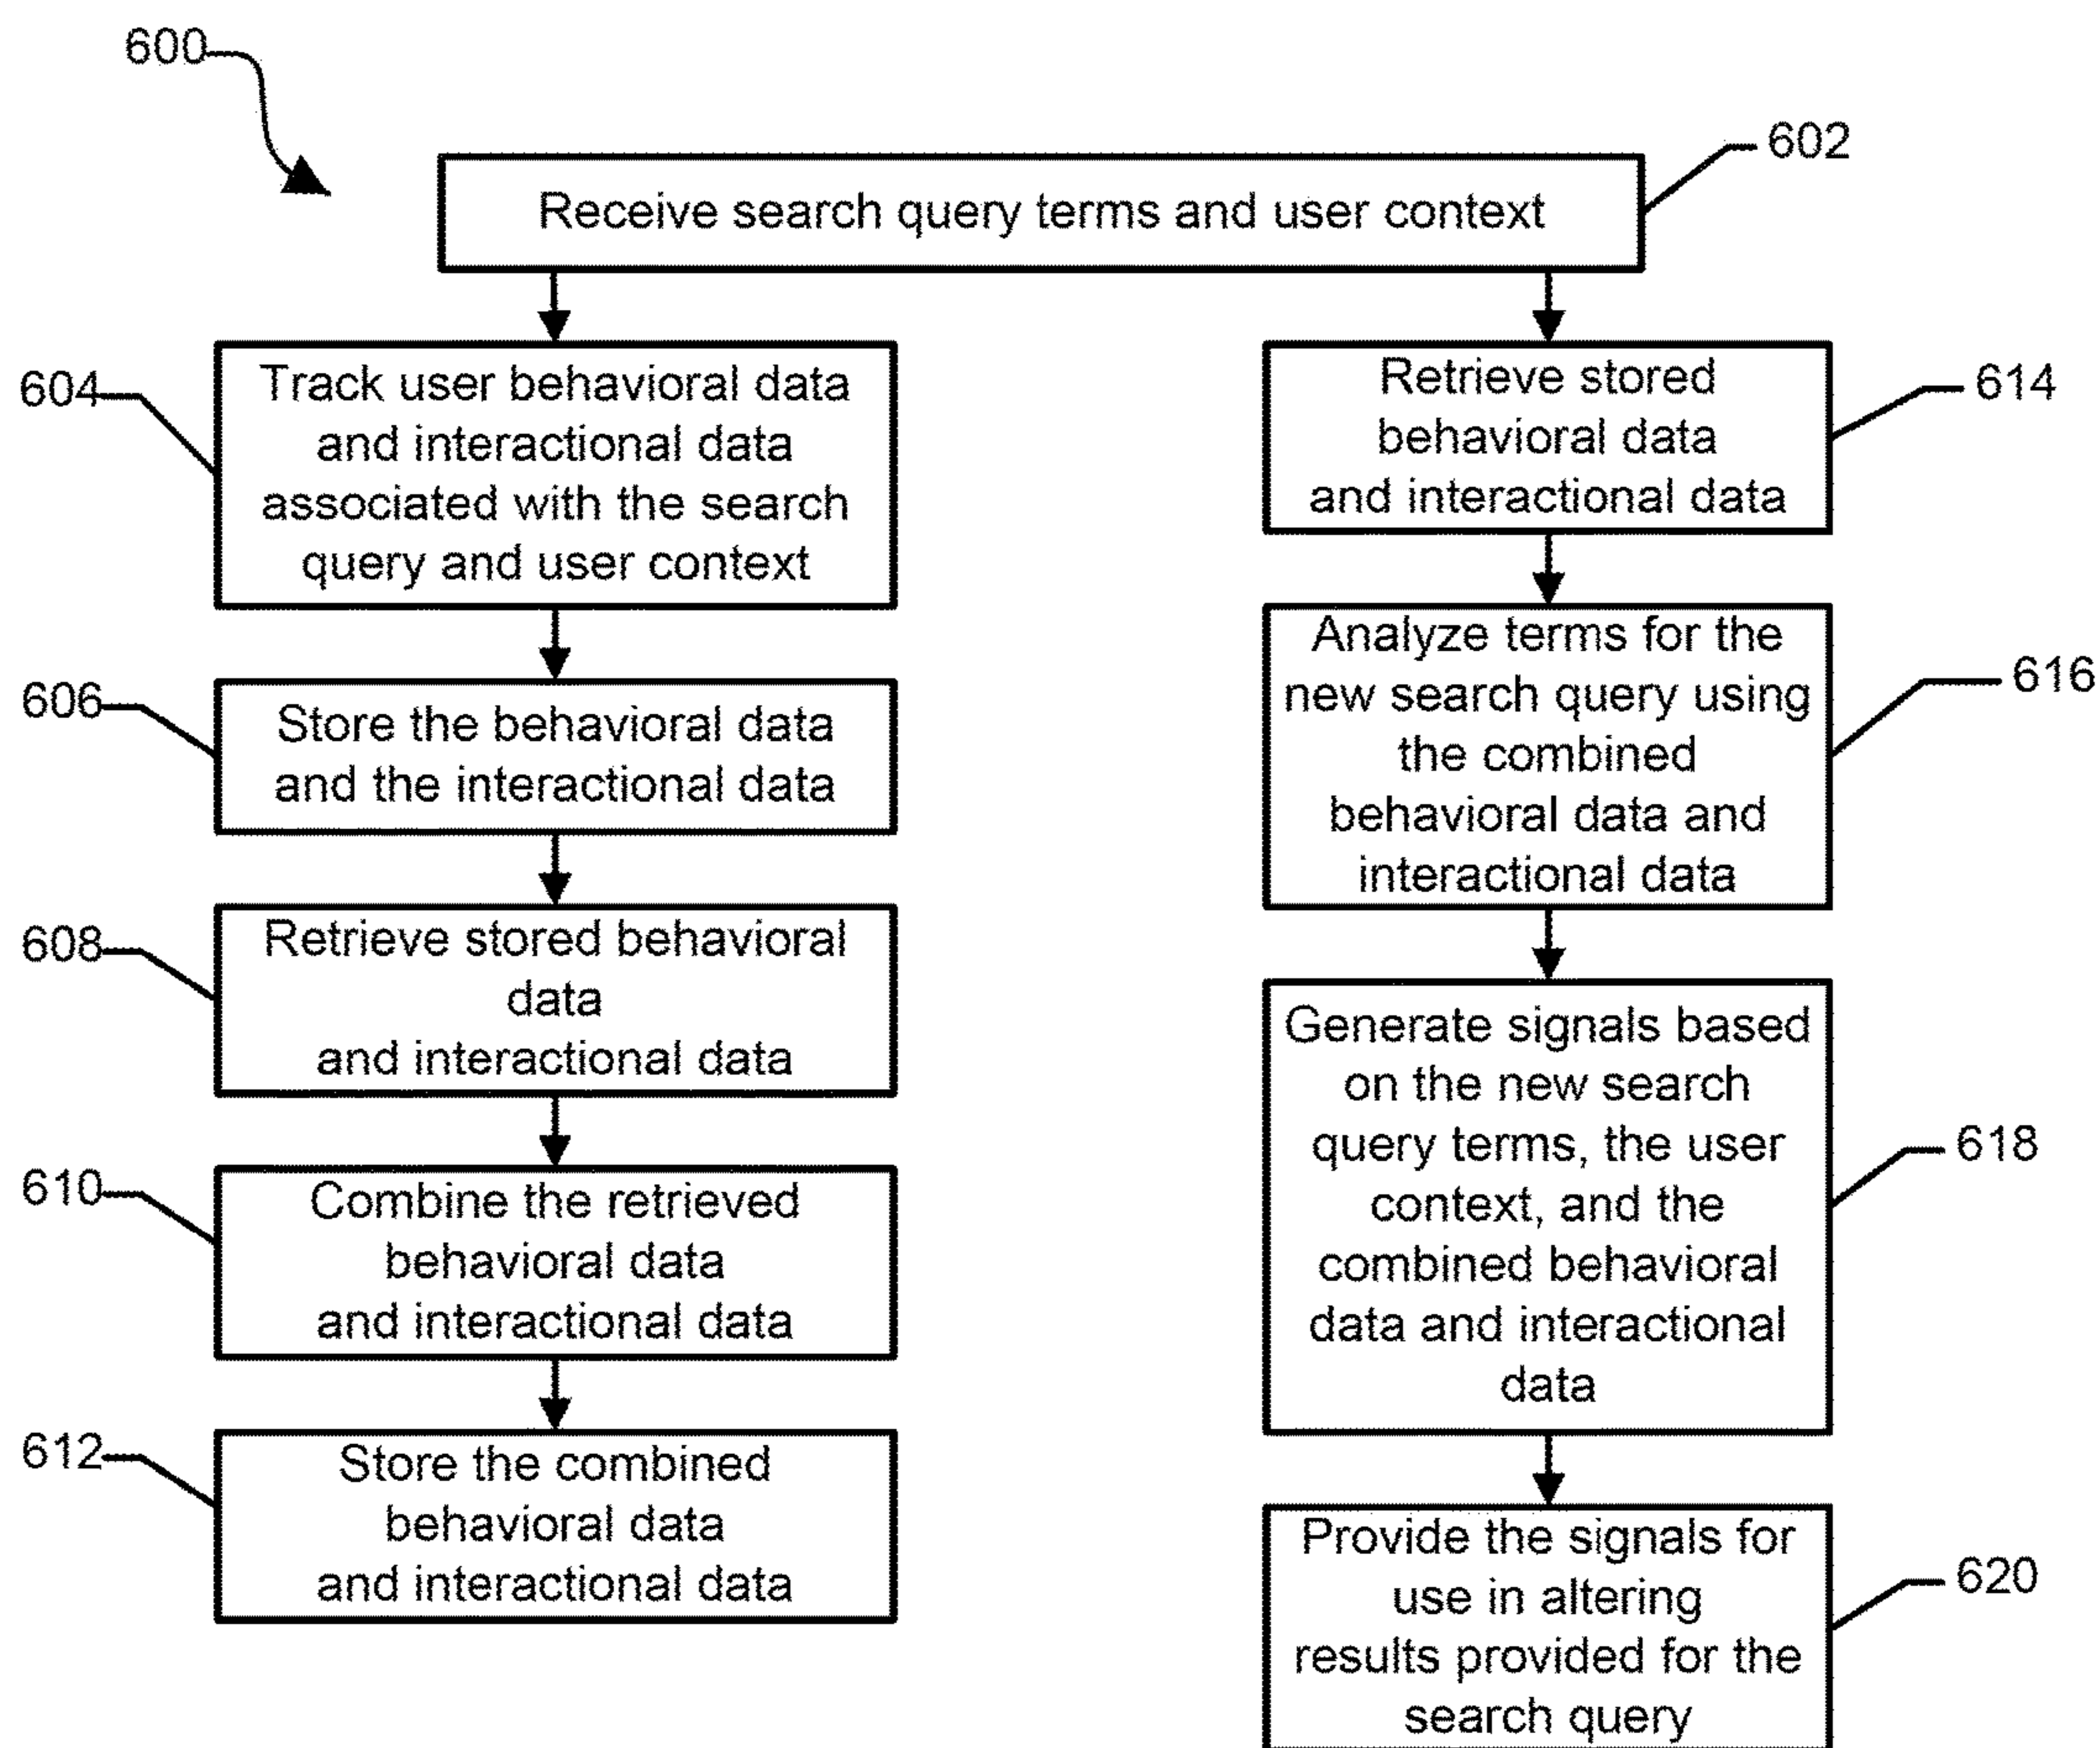 600
602
Receive search query terms and user context
604
Track user behavioral data
and interactional data
associated with the search
query and user context
606
Store the behavioral data
and the interactional data
608
Retrieve stored behavioral
data
and interactional data
610
Combine the retrieved
behavioral data
and interactional data
612
Store the combined
behavioral data
and interactional data
614
Retrieve stored
behavioral data
and interactional data
616
Analyze terms for the
new search query using
the combined
behavioral data and
interactional data
618
Generate signals based
on the new search
query terms, the user
context, and the
combined behavioral
data and interactional
data
620
Provide the signals for
use in altering
results provided for the
search query